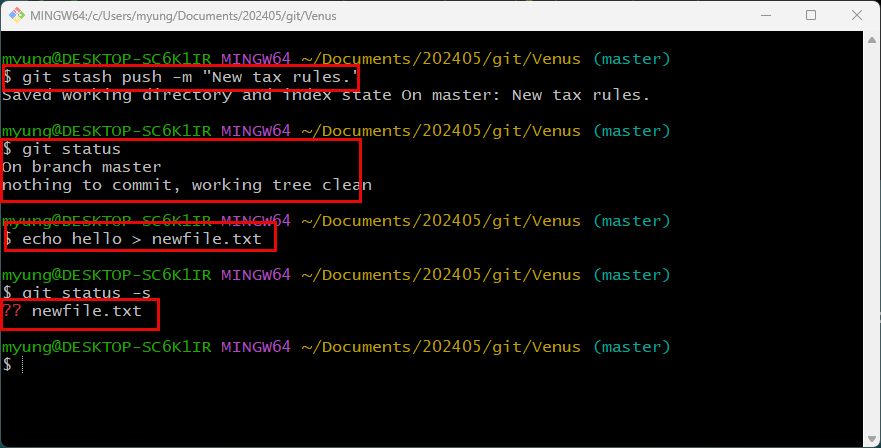 MINGW64:/c/Users/myung/Documents/202405/git/Venus
myung@DESKTOP-SC6K1IR MINGW64 ~/Documents/202405/git/Venus (master)
$ git stash push -m "New tax rules."
Saved working directory and index state On master: New tax rules.
myung@DESKTOP-SC6K1IR MINGW64 ~/Documents/202405/git/Venus (master)
$ git status
On branch master
nothing to commit, working tree clean
myung@DESKTOP-SC6K1IR MINGW64 ~/Documents/202405/git/Venus (master)
$ echo hello > newfile.txt
myung@DESKTOP-SC6K1IR MINGW64 ~/Documents/202405/git/Venus (master)
$ git status -s
?? newfile.txt
myung@DESKTOP-SC6K1IR MINGW64 ~/Documents/202405/git/Venus (master)
$